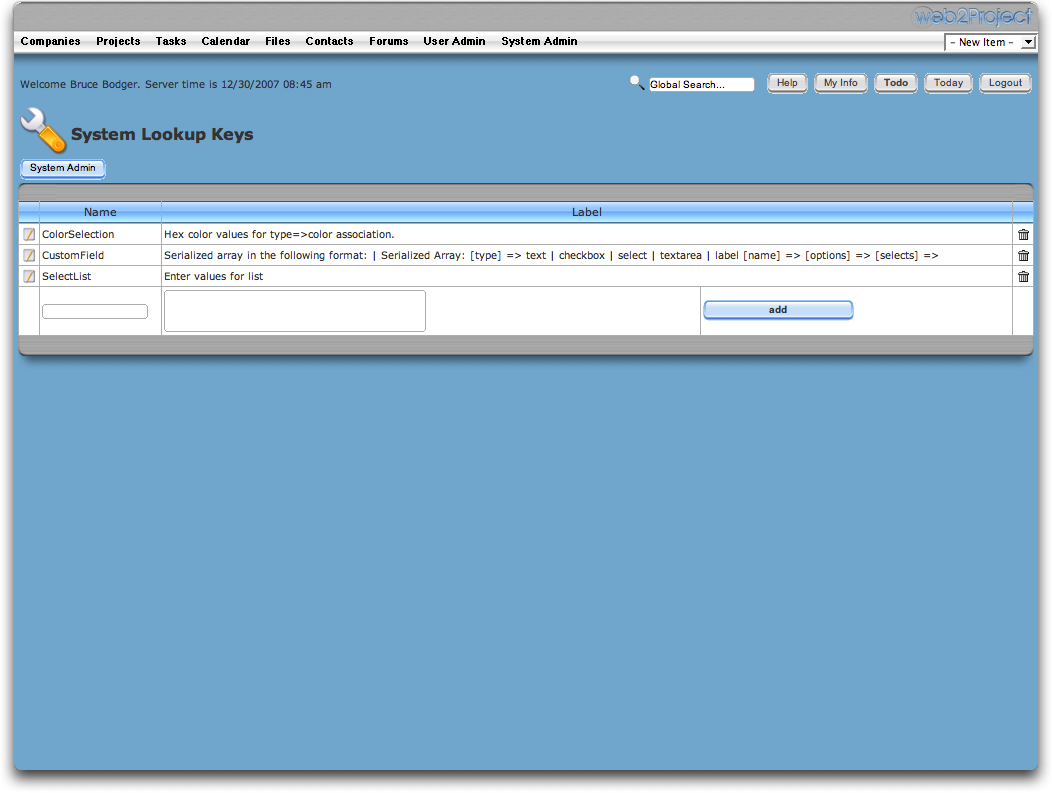 web2Project
Companies Projects Tasks Calendar Files Contacts Forums User Admin System Admin - New Item -
Welcome Bruce Bodger. Server time is 12/30/2007 08:45 am Global Search... Help My Info Todo Today Logout
System Lookup Keys
System Admin
Name Label
ColorSelection Hex color values for type=>color association.
CustomField Serialized array in the following format: | Serialized Array: [type] => text | checkbox | select | textarea | label [name] => [options] => [selects] =>
SelectList Enter values for list
add